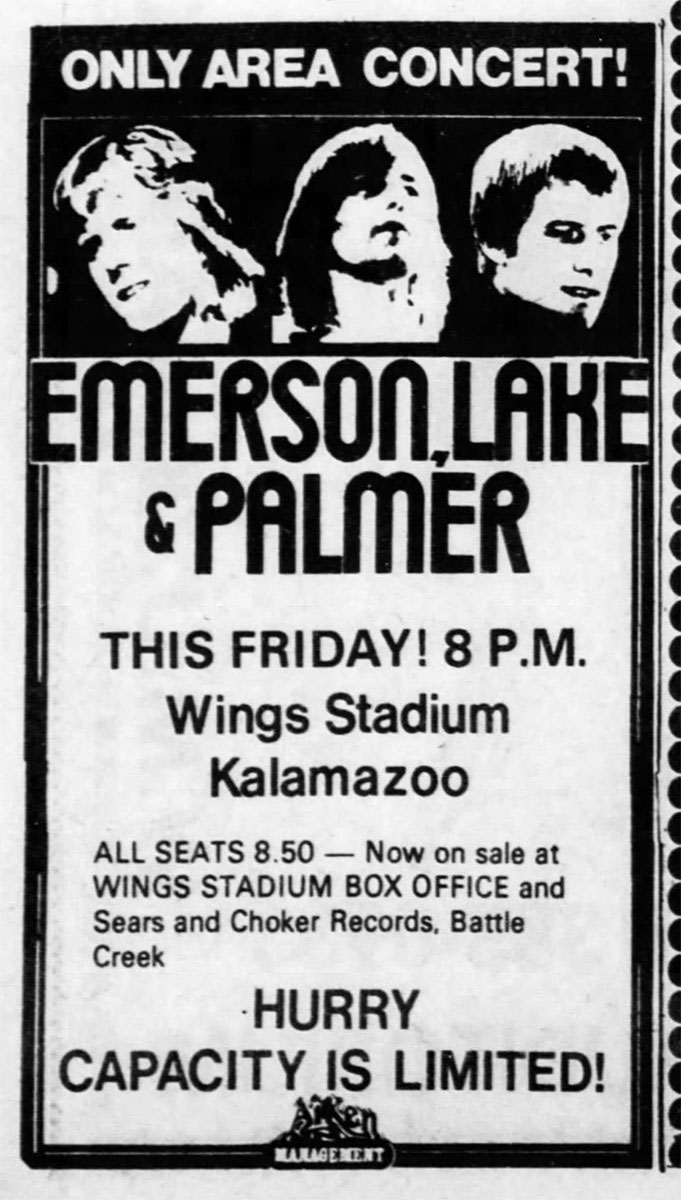 ONLY AREA CONCERT!
EMERSON, LAKE
& PALMER
THIS FRIDAY! 8 P.M.
Wings Stadium
Kalamazoo
ALL SEATS 8.50 — Now on sale at
WINGS STADIUM BOX OFFICE and
Sears and Choker Records, Battle
Creek
HURRY
CAPACITY IS LIMITED!
MANAGEMENT